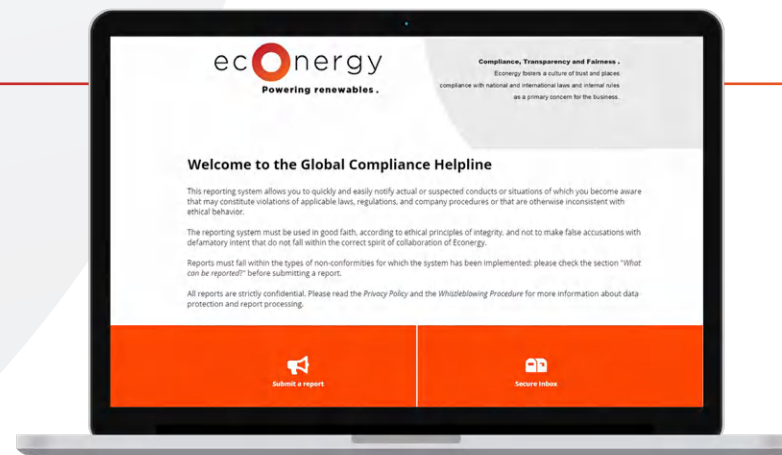 ecOnergy
Powering renewables.
Compliance, Transparency and Fairness .
Econergy fosters a culture of trust and places
compliance with national and international laws and internal rules
as a primary concern for the business.
Welcome to the Global Compliance Helpline
This reporting system allows you to quickly and easily notify actual or suspected conducts or situations of which you become aware
that may constitute violations of applicable laws, regulations, and company procedures or that are otherwise inconsistent with
ethical behavior.
The reporting system must be used in good faith, according to ethical principles of integrity, and not to make false accusations with
defamatory intent that do not fall within the correct spirit of collaboration of Econergy.
Reports must fall within the types of non-conformities for which the system has been implemented: please check the section "What
can be reported?" before submitting a report.
All reports are strictly confidential. Please read the Privacy Policy and the Whistleblowing Procedure for more information about data
protection and report processing.
Submit a report
Secure Inbox